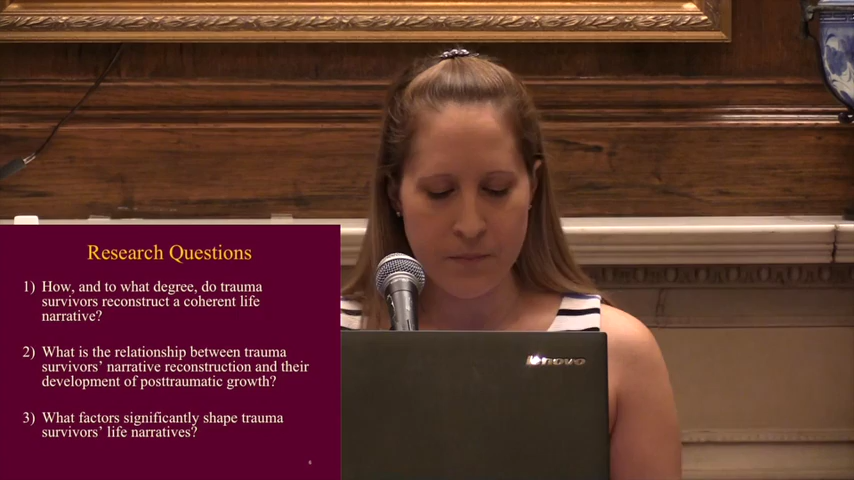 Research Questions
1) How, and to what degree, do trauma
survivors reconstruct a coherent life
narrative?
2) What is the relationship between trauma
survivors' narrative reconstruction and their
development of posttraumatic growth?
3) What factors significantly shape trauma
survivors' life narratives?
lenovo